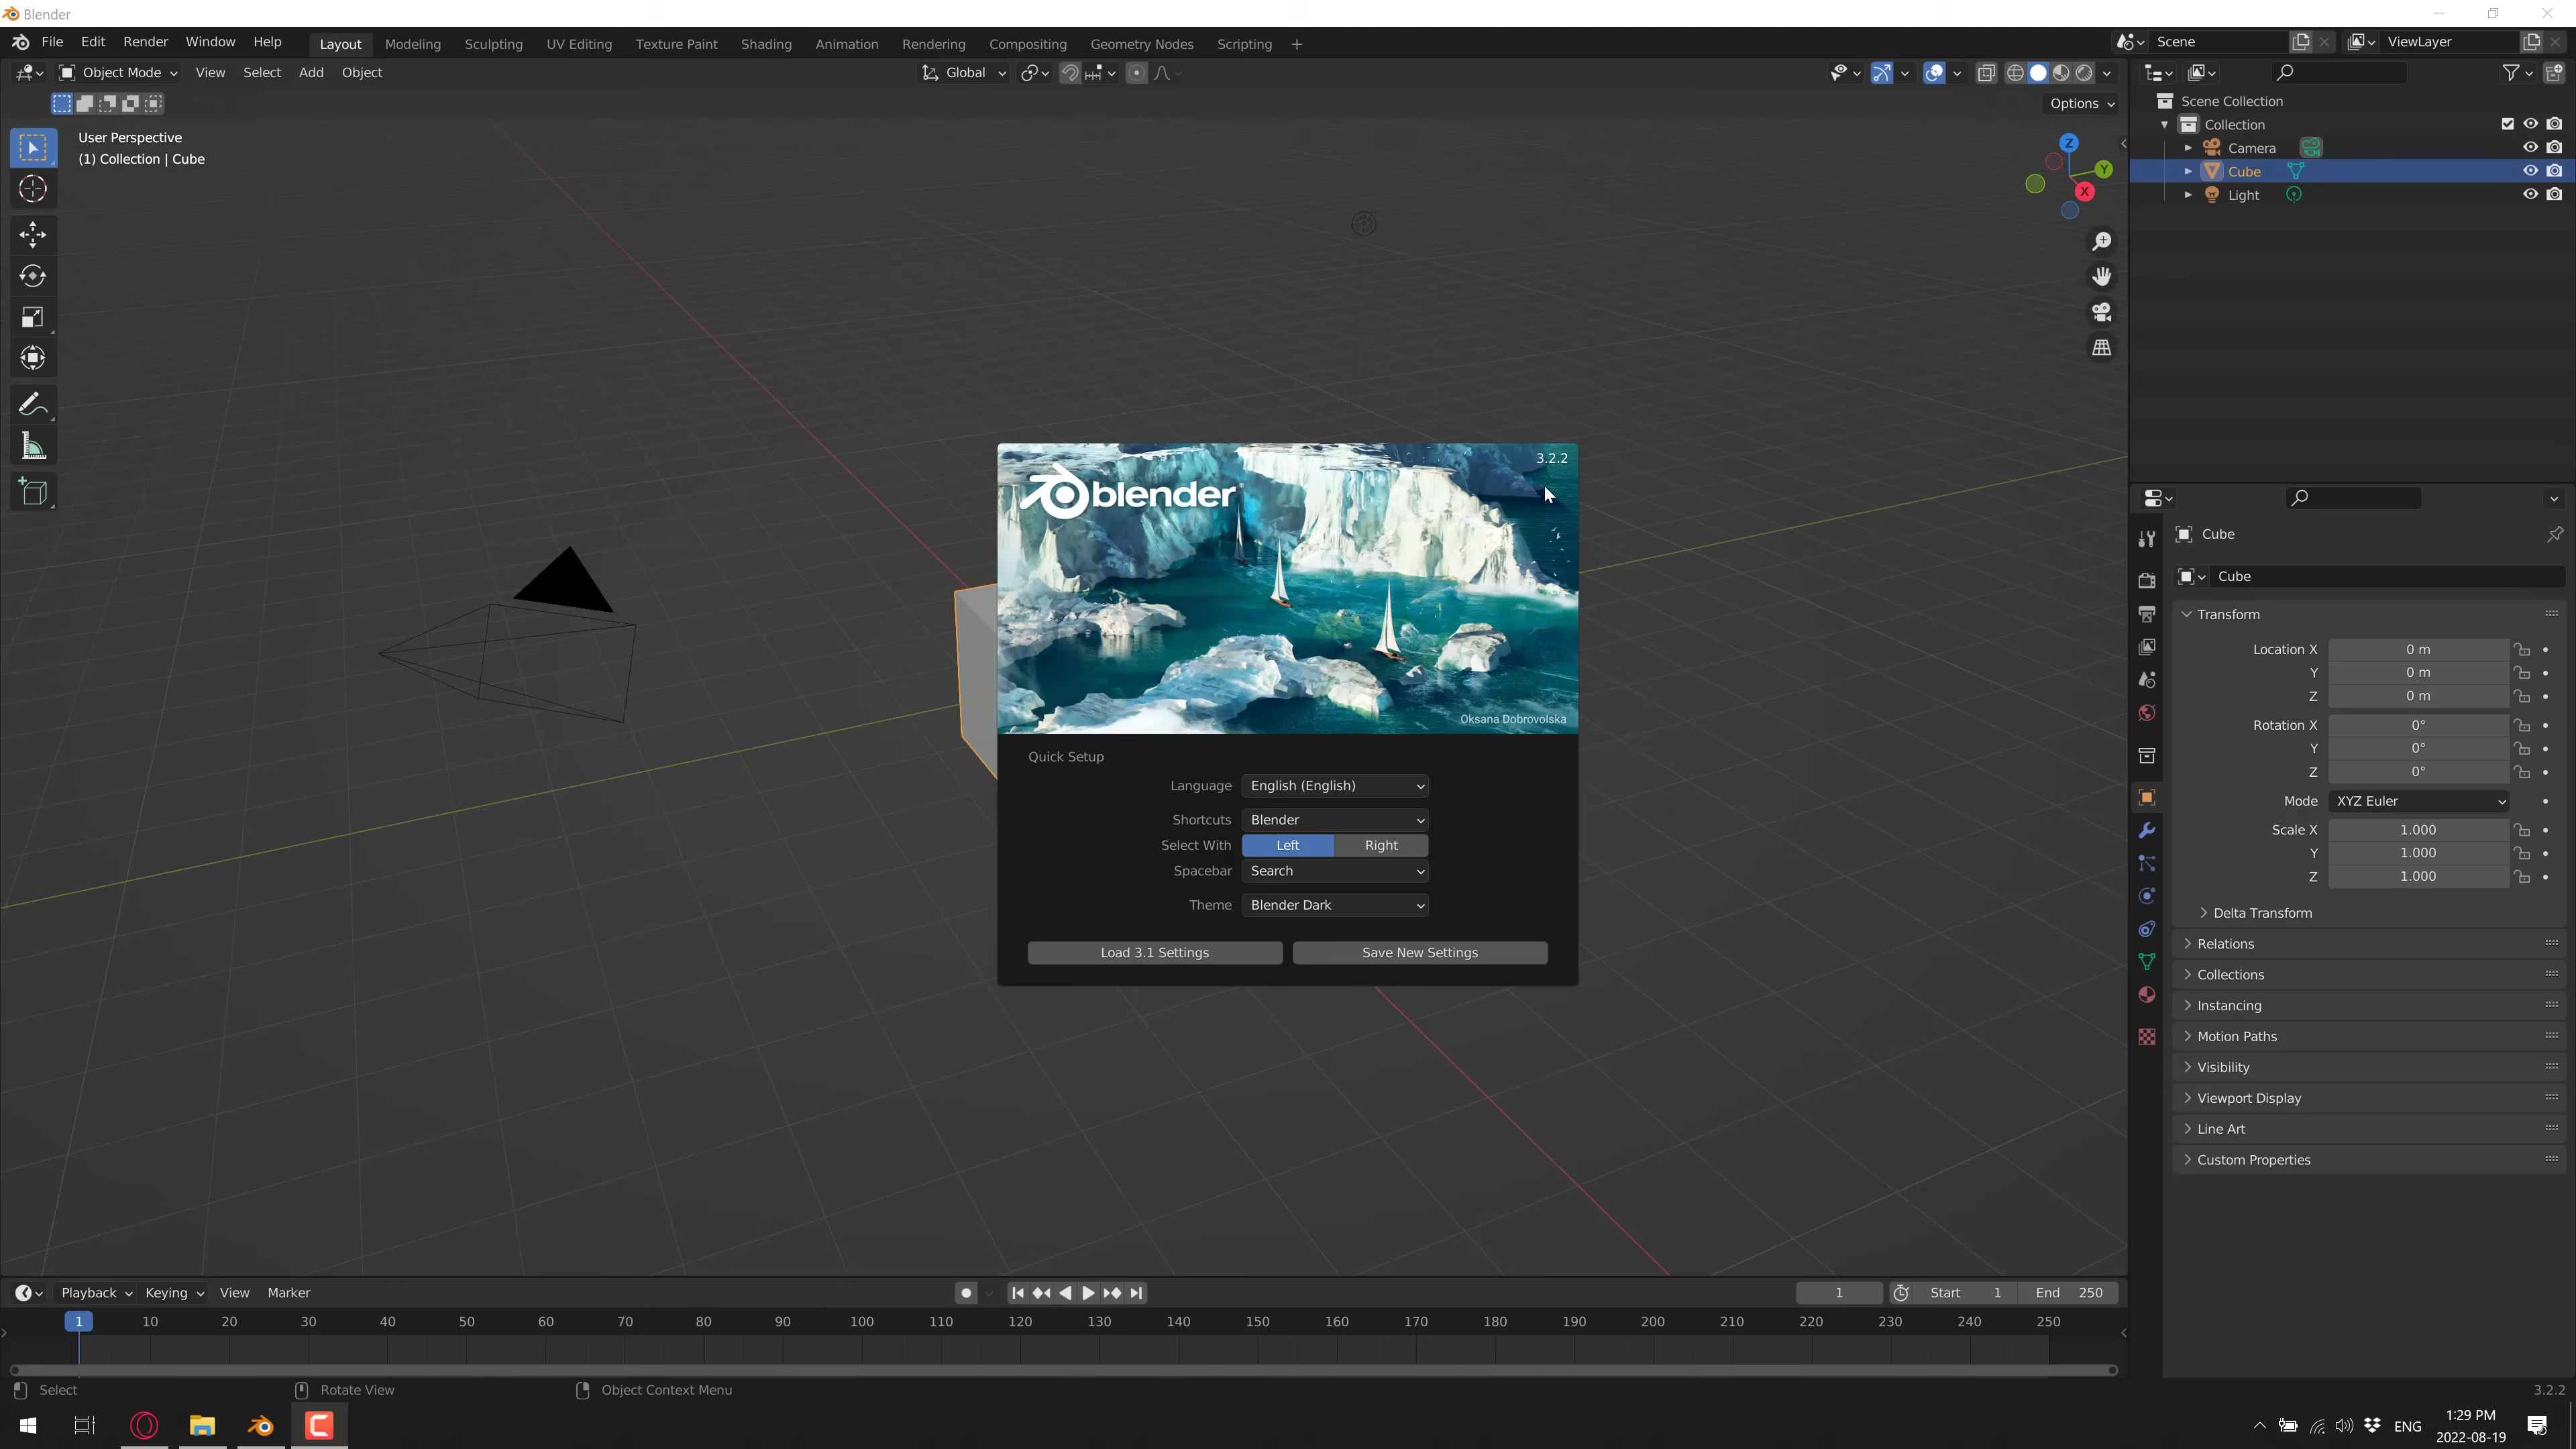 Blender
File Edit Render Window Help Layout Modeling Sculpting UV Editing Texture Paint Shading Animation Rendering Compositing Geometry Nodes Scripting +
Scene ViewLayer
Object Mode View Select Add Object Global
Options
User Perspective
(1) Collection | Cube
Z
Y
X
Scene Collection
Collection
Camera
Cube
Light
3.2.2
blender
Oksana Dobrovolska
Quick Setup
Language English (English)
Shortcuts Blender
Select With Left Right
Spacebar Search
Theme Blender Dark
Load 3.1 Settings Save New Settings
Cube
Cube
Transform
Location X 0 m
Y 0 m
Z 0 m
Rotation X 0°
Y 0°
Z 0°
Mode XYZ Euler
Scale X 1.000
Y 1.000
Z 1.000
Delta Transform
Relations
Collections
Instancing
Motion Paths
Visibility
Viewport Display
Line Art
Custom Properties
Playback Keying View Marker 1 Start 1 End 250
1 10 20 30 40 50 60 70 80 90 100 110 120 130 140 150 160 170 180 190 200 210 220 230 240 250
Select Rotate View Object Context Menu 3.2.2
ENG
1:29 PM
2022-08-19